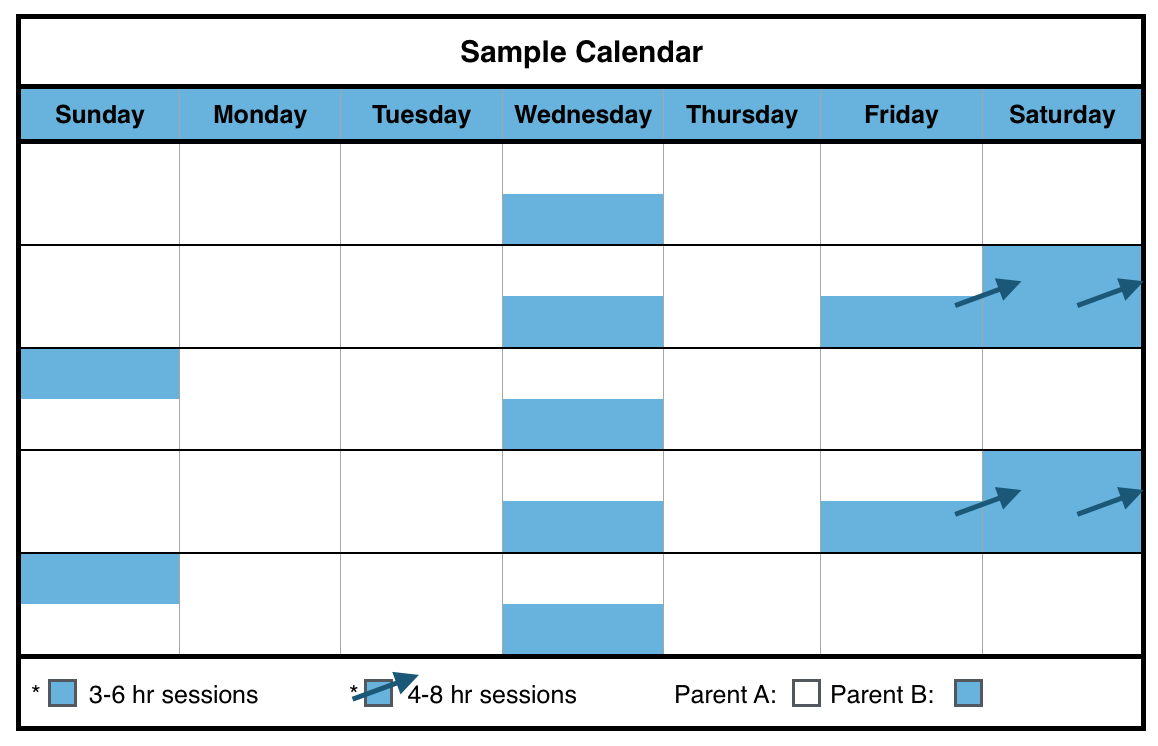 Sample Calendar
Sunday Monday Tuesday Wednesday Thursday Friday Saturday
* 3-6 hr sessions * 4-8 hr sessions Parent A: Parent B: